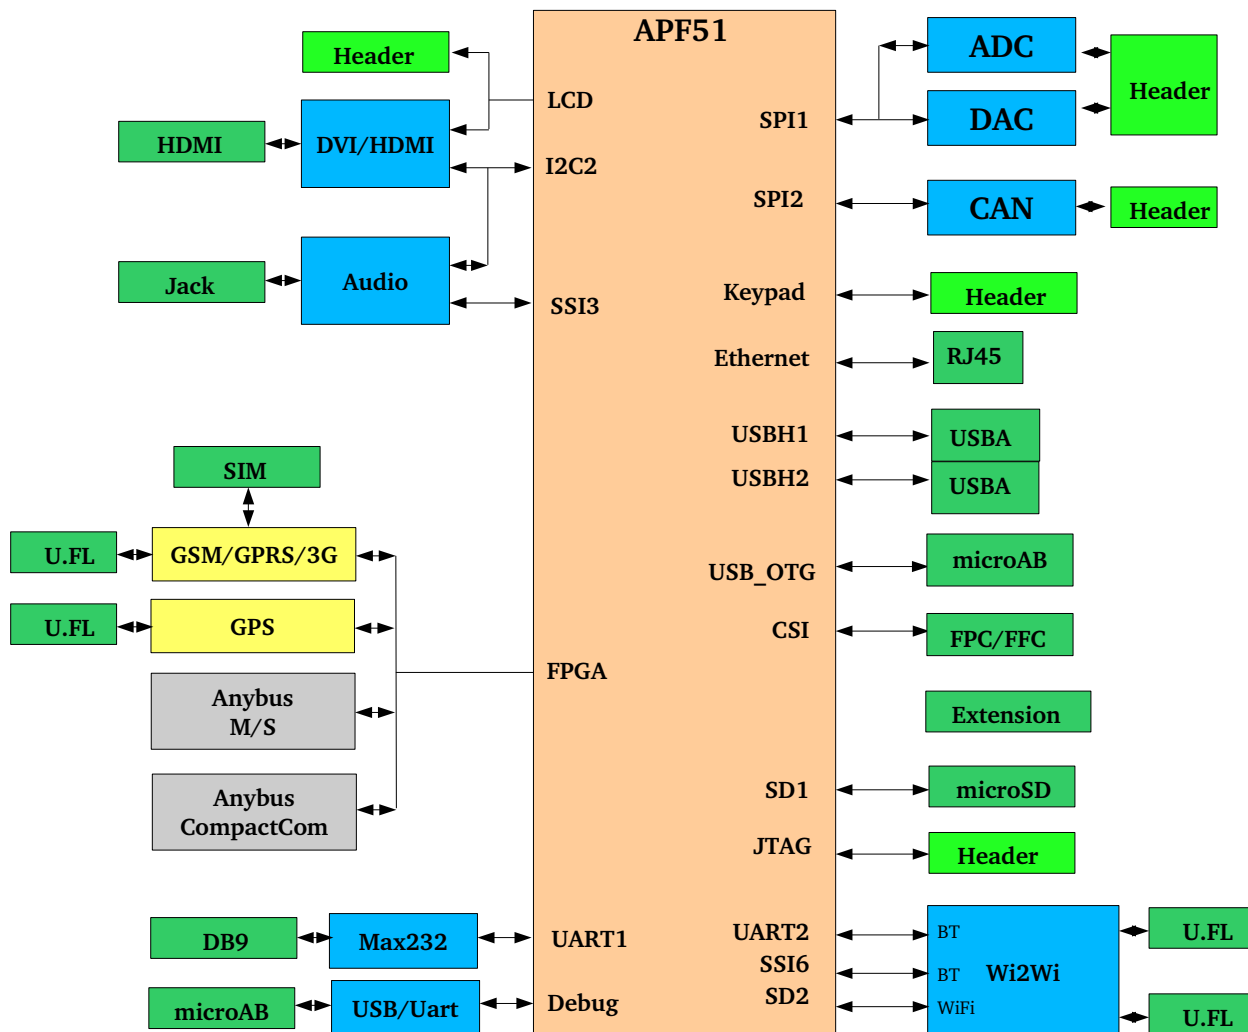 APF51
Header
LCD
HDMI
DVI/HDMI
I2C2
Jack
Audio
SSI3
SIM
U.FL
GSM/GPRS/3G
U.FL
GPS
FPGA
Anybus
M/S
Anybus
CompactCom
DB9
Max232
UART1
microAB
USB/Uart
Debug
SPI1
ADC
DAC
Header
SPI2
CAN
Header
Keypad
Header
Ethernet
RJ45
USBH1
USBA
USBH2
USBA
USB_OTG
microAB
CSI
FPC/FFC
Extension
SD1
microSD
JTAG
Header
UART2
BT
SSI6
BT
SD2
WiFi
Wi2Wi
U.FL
U.FL